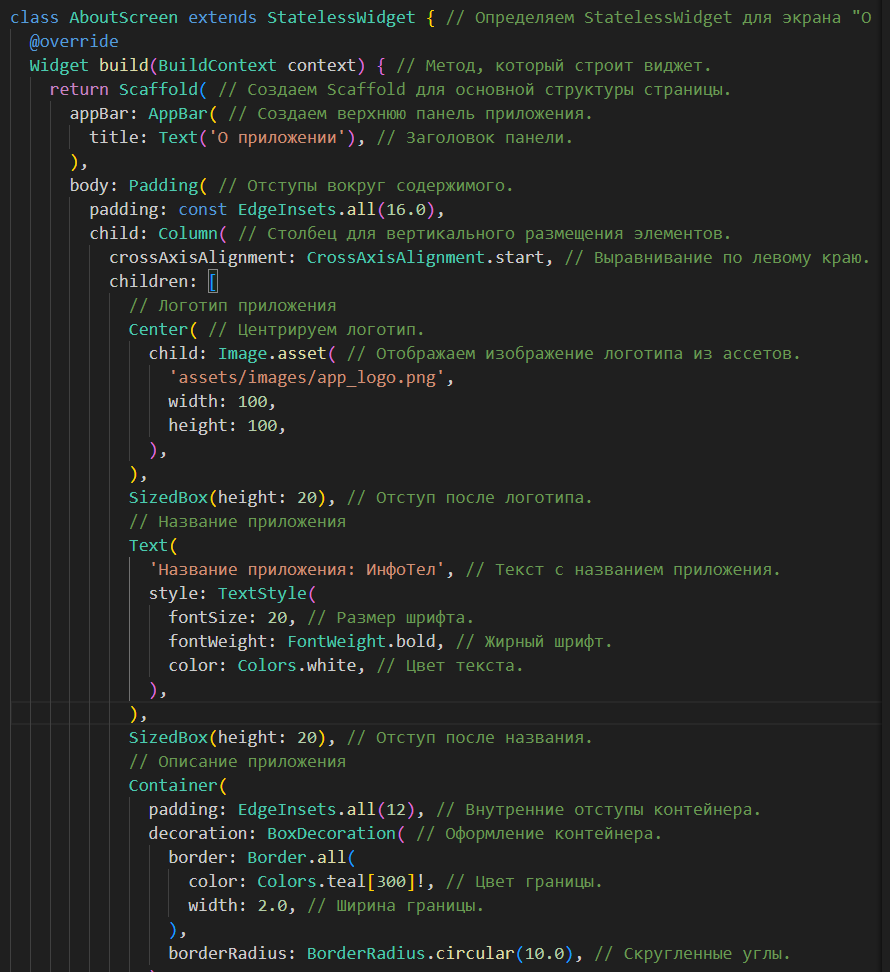 class AboutScreen extends StatelessWidget { // Определяем StatelessWidget для экрана "О
@override
Widget build(BuildContext context) { // Метод, который строит виджет.
return Scaffold( // Создаем Scaffold для основной структуры страницы.
appBar: AppBar( // Создаем верхнюю панель приложения.
title: Text('О приложении'), // Заголовок панели.
),
body: Padding( // Отступы вокруг содержимого.
padding: const EdgeInsets.all(16.0),
child: Column( // Столбец для вертикального размещения элементов.
crossAxisAlignment: CrossAxisAlignment.start, // Выравнивание по левому краю.
children: [
// Логотип приложения
Center( // Центрируем логотип.
child: Image.asset( // Отображаем изображение логотипа из ассетов.
'assets/images/app_logo.png',
width: 100,
height: 100,
),
),
SizedBox(height: 20), // Отступ после логотипа.
// Название приложения
Text(
'Название приложения: ИнфоТел', // Текст с названием приложения.
style: TextStyle(
fontSize: 20, // Размер шрифта.
fontWeight: FontWeight.bold, // Жирный шрифт.
color: Colors.white, // Цвет текста.
),
),
SizedBox(height: 20), // Отступ после названия.
// Описание приложения
Container(
padding: EdgeInsets.all(12), // Внутренние отступы контейнера.
decoration: BoxDecoration( // Оформление контейнера.
border: Border.all(
color: Colors.teal[300]!, // Цвет границы.
width: 2.0, // Ширина границы.
),
borderRadius: BorderRadius.circular(10.0), // Скругленные углы.